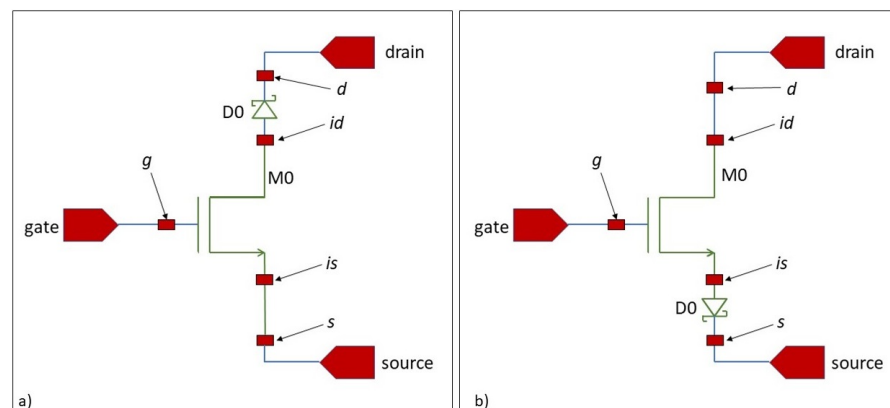 drain
d
D0
id
g
M0
gate
is
s
source
a)
drain
d
id
g
M0
gate
is
D0
s
source
b)